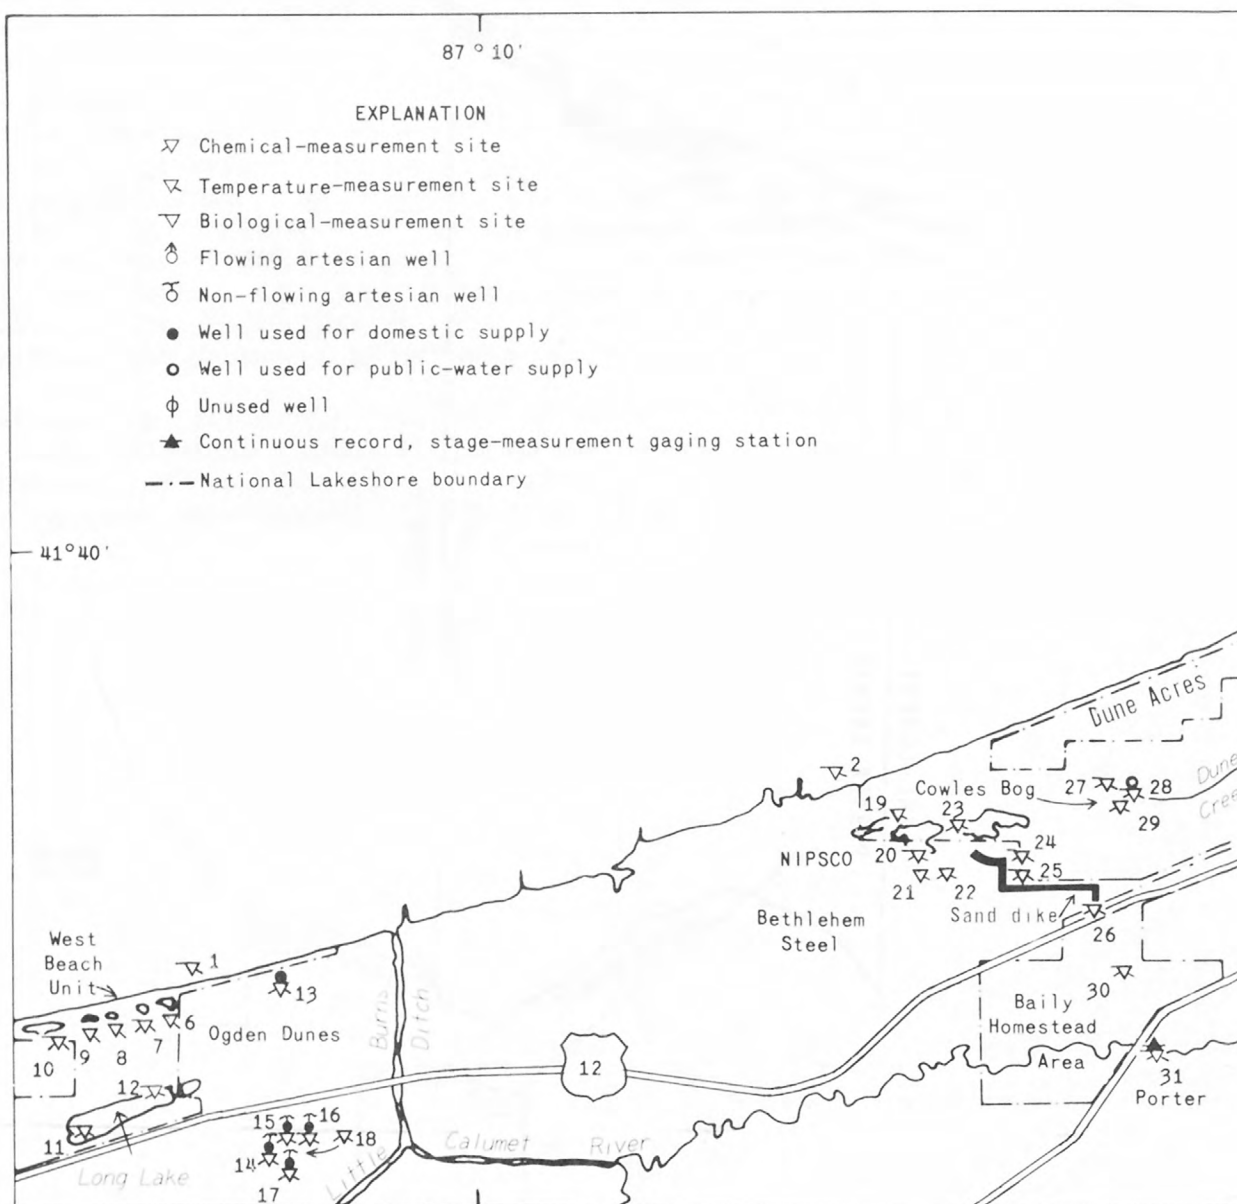 87°10'
EXPLANATION
Chemical-measurement site
Temperature-measurement site
Biological-measurement site
Flowing artesian well
Non-flowing artesian well
Well used for domestic supply
Well used for public-water supply
Unused well
Continuous record, stage-measurement gaging station
National Lakeshore boundary
41°40'
Dune Acres
2
27
28
Dune
Cowles Bog
Cree
19
23
29
NIPSCO
20
24
21
22
25
Bethlehem
Steel
Sand dike
26
West
Beach
Unit
1
13
30
Burns
Ditch
Baily
Homestead
Area
6
7
8
9
10
Ogden Dunes
12
12
31
Porter
11
15
16
18
14
17
Long Lake
Little
Calumet
River